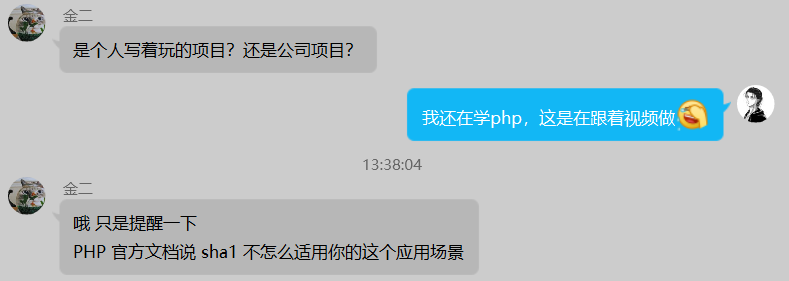 金二
是个人写着玩的项目？还是公司项目？
我还在学php，这是在跟着视频做
13:38:04
金二
哦 只是提醒一下
PHP 官方文档说 sha1 不怎么适用你的这个应用场景